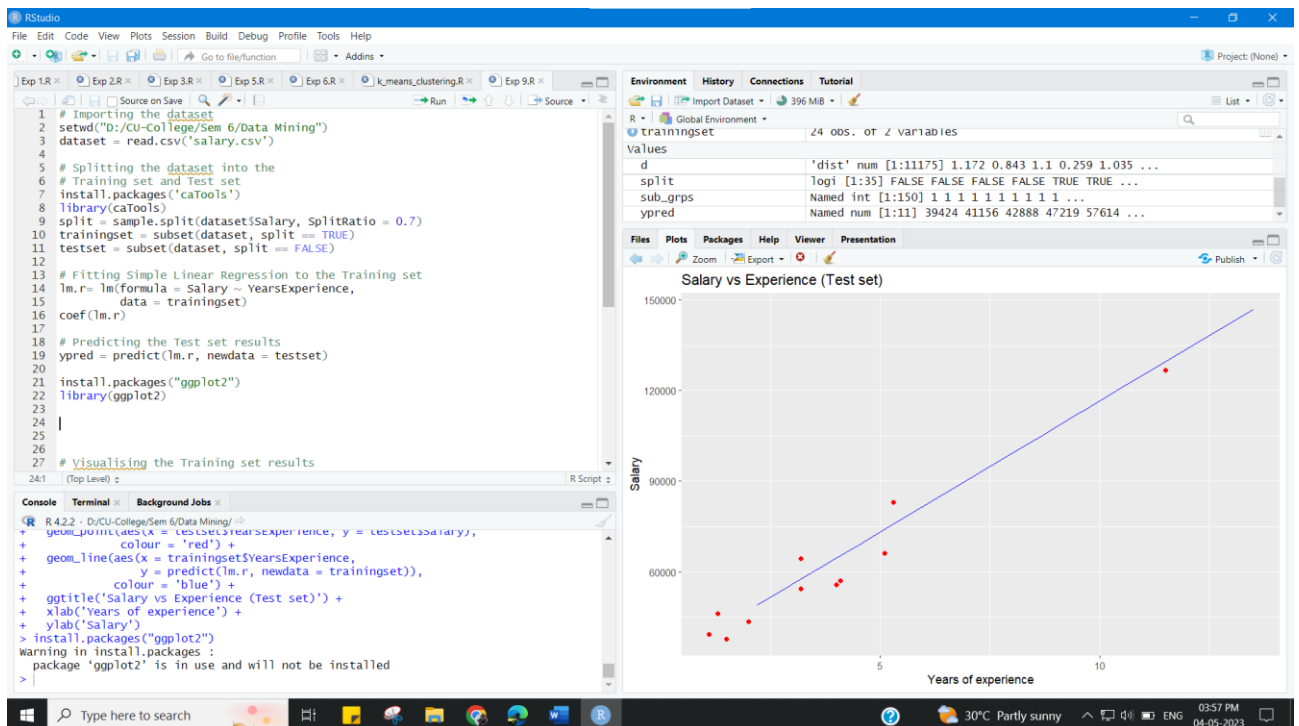 RStudio
File Edit Code View Plots Session Build Debug Profile Tools Help
Go to file/function Addins Project: (None)
Exp 1.R Exp 2.R Exp 3.R Exp 5.R Exp 6.R k_means_clustering.R Exp 9.R
Source on Save Run Source
1 # Importing the dataset
2 setwd("D:/CU-College/Sem 6/Data Mining")
3 dataset = read.csv('salary.csv')
4
5 # Splitting the dataset into the
6 # Training set and Test set
7 install.packages('caTools')
8 library(caTools)
9 split = sample.split(dataset$Salary, SplitRatio = 0.7)
10 trainingset = subset(dataset, split == TRUE)
11 testset = subset(dataset, split == FALSE)
12
13 # Fitting Simple Linear Regression to the Training set
14 lm.r= lm(formula = Salary ~ YearsExperience,
15 data = trainingset)
16 coef(lm.r)
17
18 # Predicting the Test set results
19 ypred = predict(lm.r, newdata = testset)
20
21 install.packages("ggplot2")
22 library(ggplot2)
23
24
25
26
27 # Visualising the Training set results
24:1 (Top Level) R Script
Console Terminal Background Jobs
R 4.2.2 · D:/CU-College/Sem 6/Data Mining/
+ geom_point(aes(x = testset$YearsExperience, y = testset$Salary),
+ colour = 'red') +
+ geom_line(aes(x = trainingset$YearsExperience,
+ y = predict(lm.r, newdata = trainingset)),
+ colour = 'blue') +
+ ggtitle('Salary vs Experience (Test set)') +
+ xlab('Years of experience') +
+ ylab('Salary')
> install.packages("ggplot2")
Warning in install.packages :
package ‘ggplot2’ is in use and will not be installed
>
Environment History Connections Tutorial
Import Dataset 396 MiB List
R Global Environment
trainingset 24 obs. of 2 variables
Values
d 'dist' num [1:11175] 1.172 0.843 1.1 0.259 1.035 ...
split logi [1:35] FALSE FALSE FALSE FALSE TRUE TRUE ...
sub_grps Named int [1:150] 1 1 1 1 1 1 1 1 1 1 ...
ypred Named num [1:11] 39424 41156 42888 47219 57614 ...
Files Plots Packages Help Viewer Presentation
Zoom Export Publish
Salary vs Experience (Test set)
150000
120000
90000
60000
Salary
5 10
Years of experience
Type here to search
30°C Partly sunny ENG 03:57 PM
04-05-2023